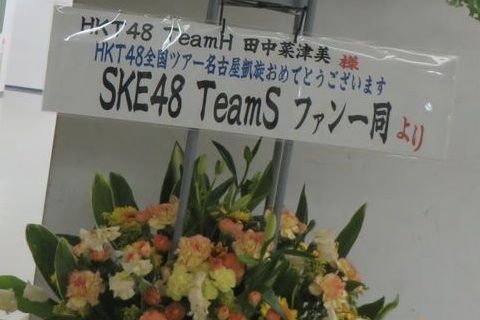 HKT48 TeamH 田中菜津美 様
HKT48全国ツアー名古屋凱旋おめでとうございます
SKE48 TeamS ファン一同 より